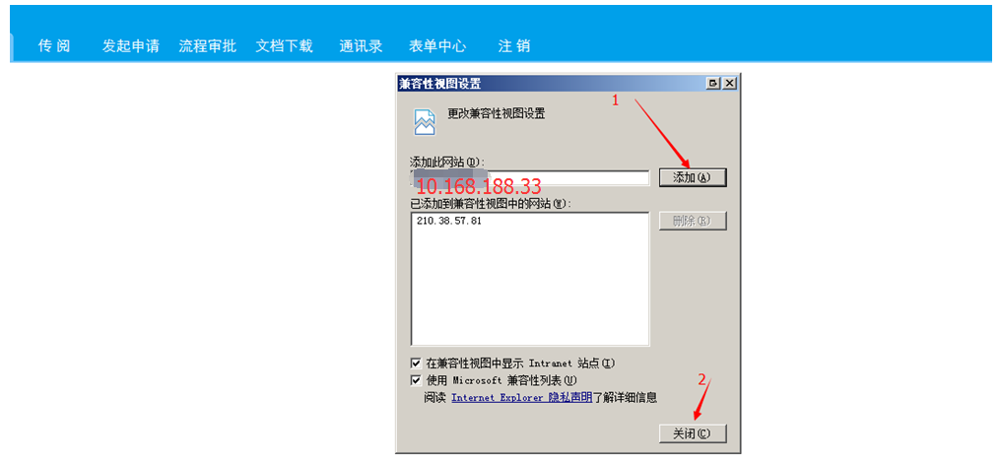 传 阅 发起申请 流程审批 文档下载 通讯录 表单中心 注 销
兼容性视图设置
1
更改兼容性视图设置
添加此网站(D):
10.168.188.33
添加(A)
已添加到兼容性视图中的网站(W):
210.38.57.81
删除(R)
在兼容性视图中显示 Intranet 站点(I)
使用 Microsoft 兼容性列表(U)
阅读 Internet Explorer 隐私声明了解详细信息
2
关闭(C)